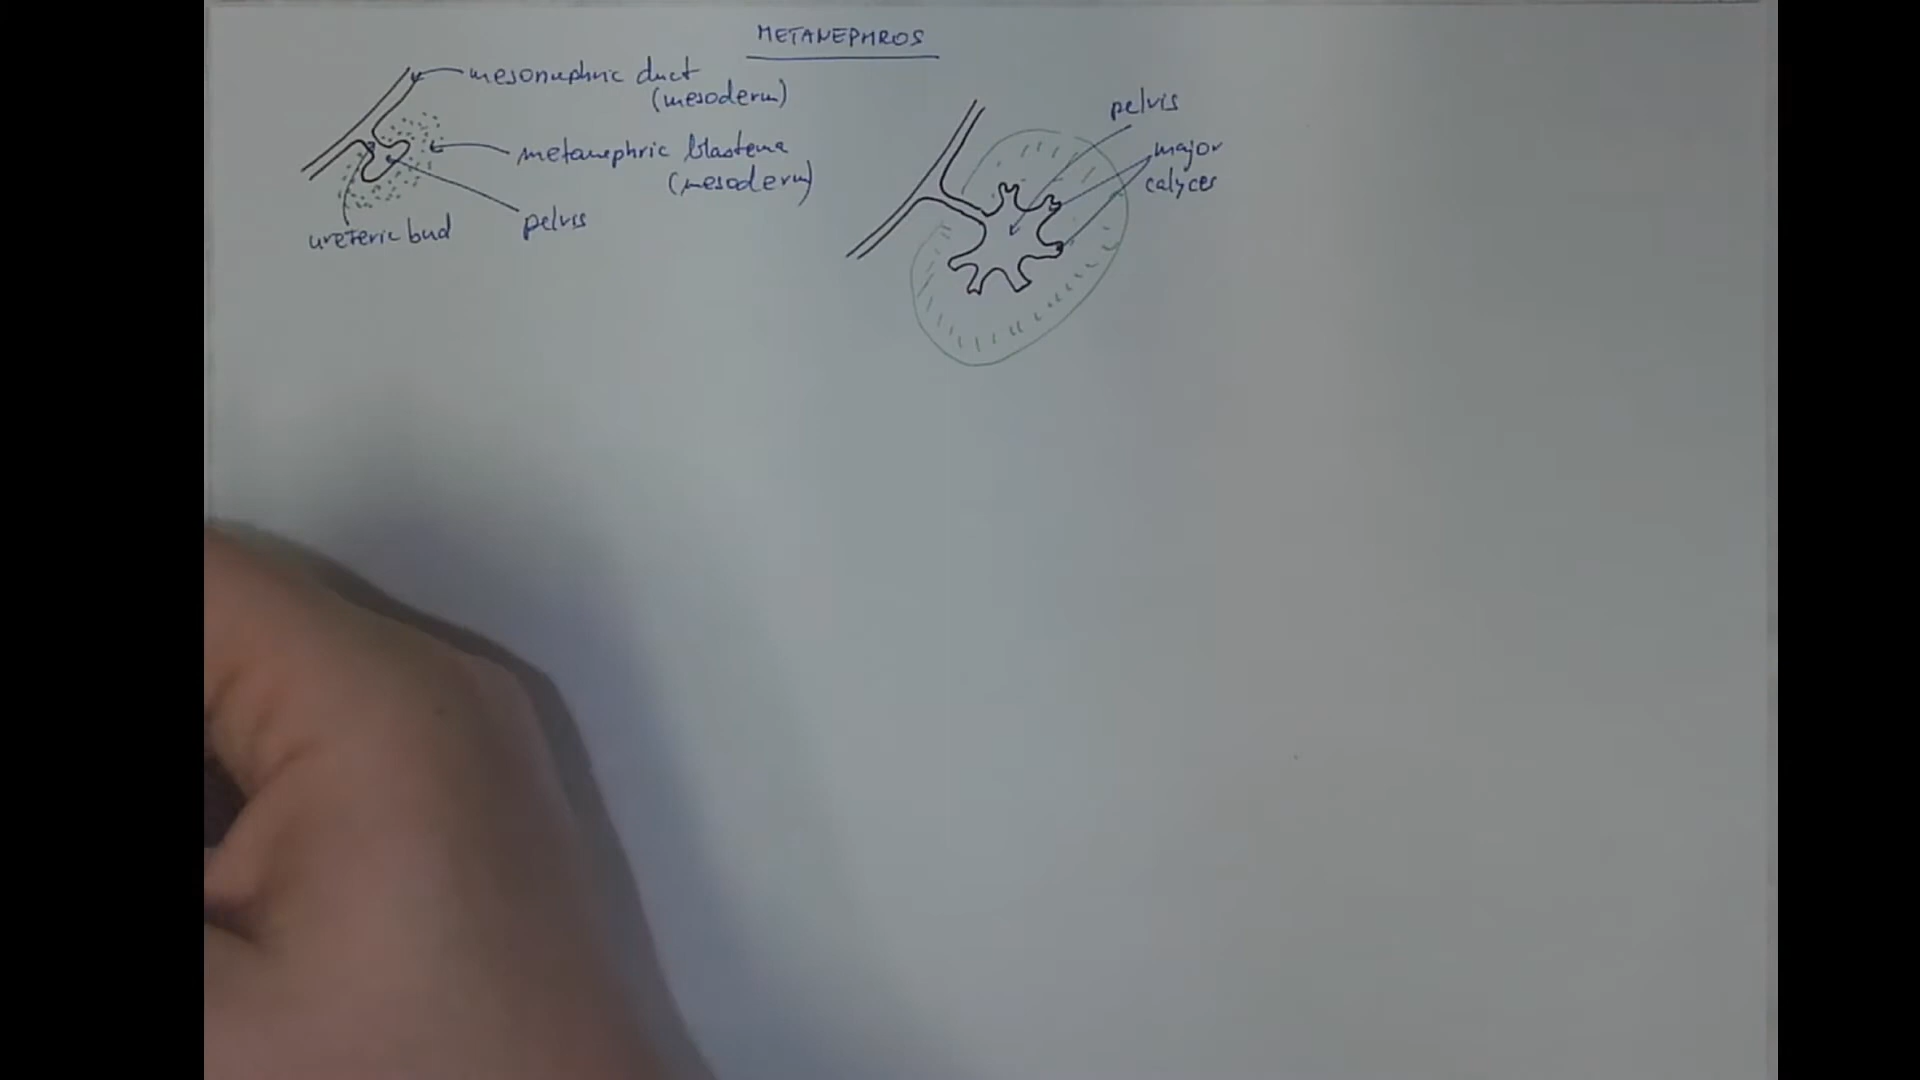 METANEPHROS
mesonephric duct
(mesoderm)
metanephric blastema
(mesoderm)
ureteric bud
pelvis
pelvis
major
calyces